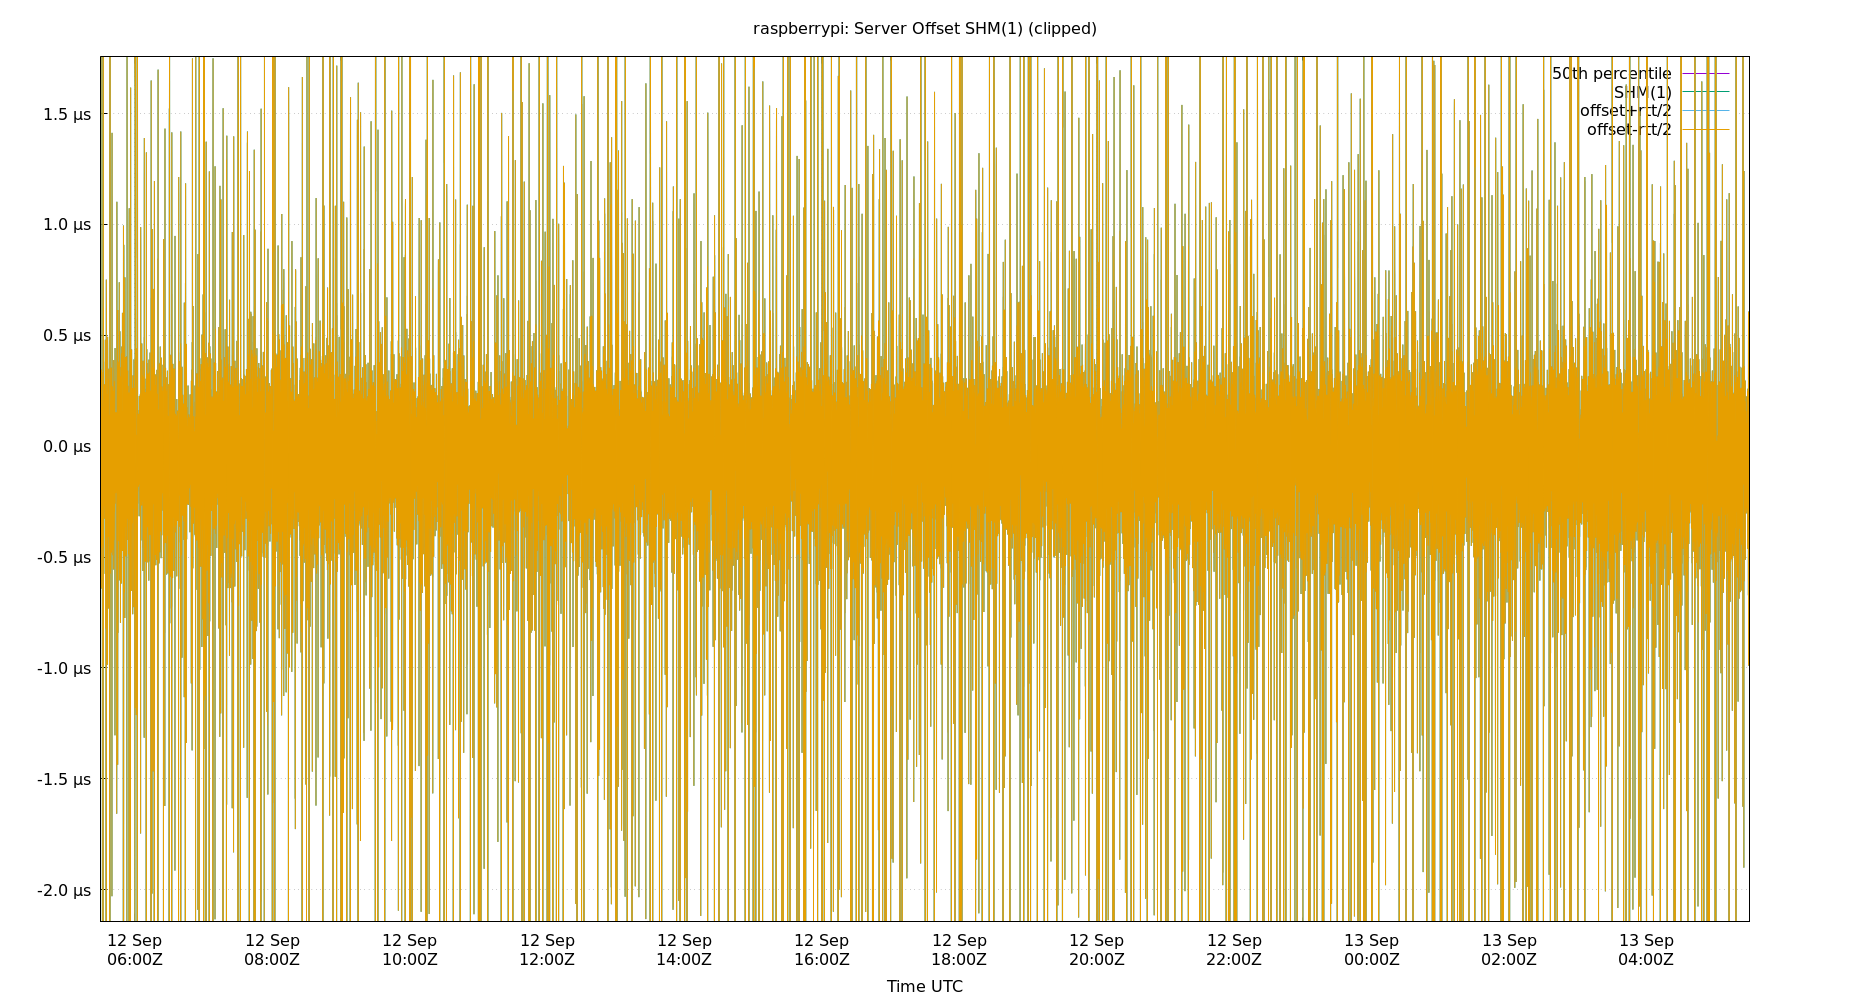 raspberrypi: Server Offset SHM(1) (clipped)
50th percentile
SHM(1)
offset+rtt/2
offset-rtt/2
1.5 µs
1.0 µs
0.5 µs
0.0 µs
-0.5 µs
-1.0 µs
-1.5 µs
-2.0 µs
12 Sep 12 Sep 12 Sep 12 Sep 12 Sep 12 Sep 12 Sep 12 Sep 12 Sep 13 Sep 13 Sep 13 Sep
06:00Z 08:00Z 10:00Z 12:00Z 14:00Z 16:00Z 18:00Z 20:00Z 22:00Z 00:00Z 02:00Z 04:00Z
Time UTC